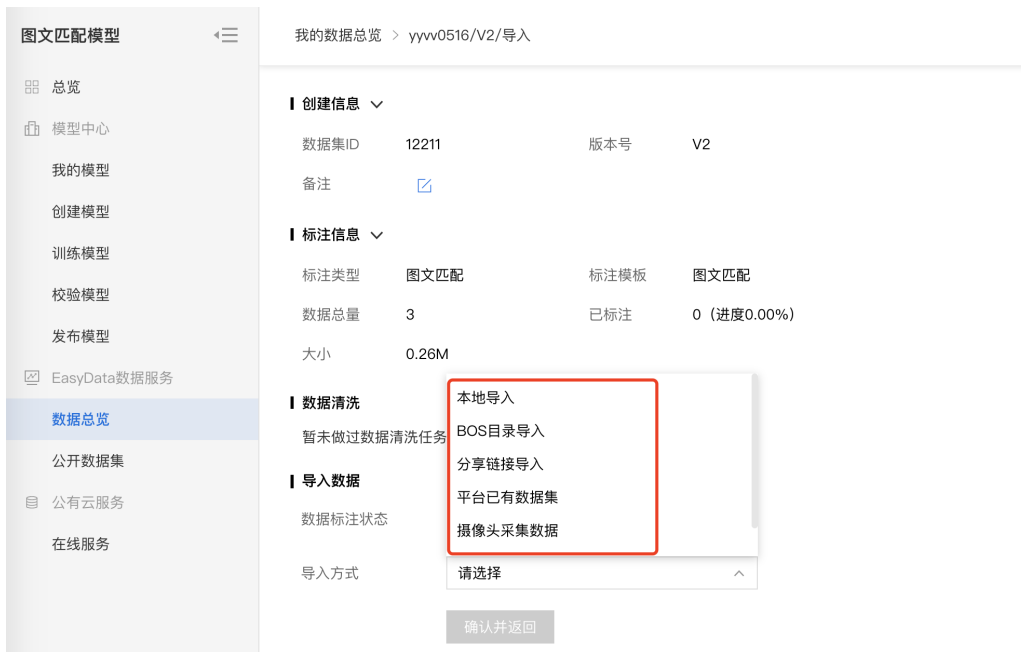 图文匹配模型
总览
模型中心
我的模型
创建模型
训练模型
校验模型
发布模型
EasyData数据服务
数据总览
公开数据集
公有云服务
在线服务
我的数据总览 > yyvv0516/V2/导入
创建信息
数据集ID 12211 版本号 V2
备注
标注信息
标注类型 图文匹配 标注模板 图文匹配
数据总量 3 已标注 0（进度0.00%）
大小 0.26M
数据清洗
暂未做过数据清洗任务
导入数据
数据标注状态
本地导入
BOS目录导入
分享链接导入
平台已有数据集
摄像头采集数据
导入方式 请选择
确认并返回